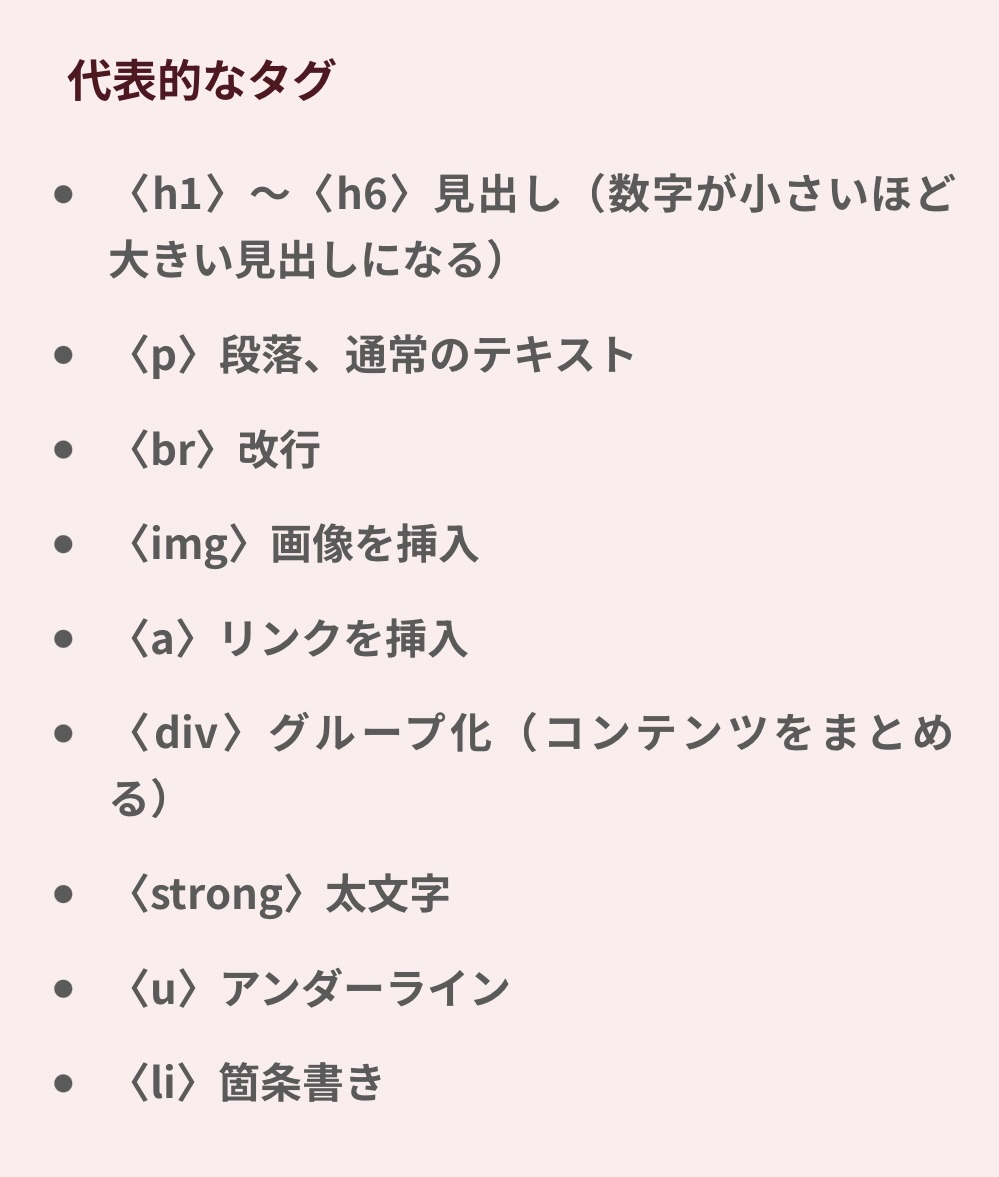 代表的なタグ
● 〈h1〉〜〈h6〉見出し（数字が小さいほど
大きい見出しになる）
● 〈p〉段落、通常のテキスト
● 〈br〉改行
● 〈img〉画像を挿入
● 〈a〉リンクを挿入
● 〈div〉グループ化（コンテンツをまとめ
る）
● 〈strong〉太文字
● 〈u〉アンダーライン
● 〈li〉箇条書き